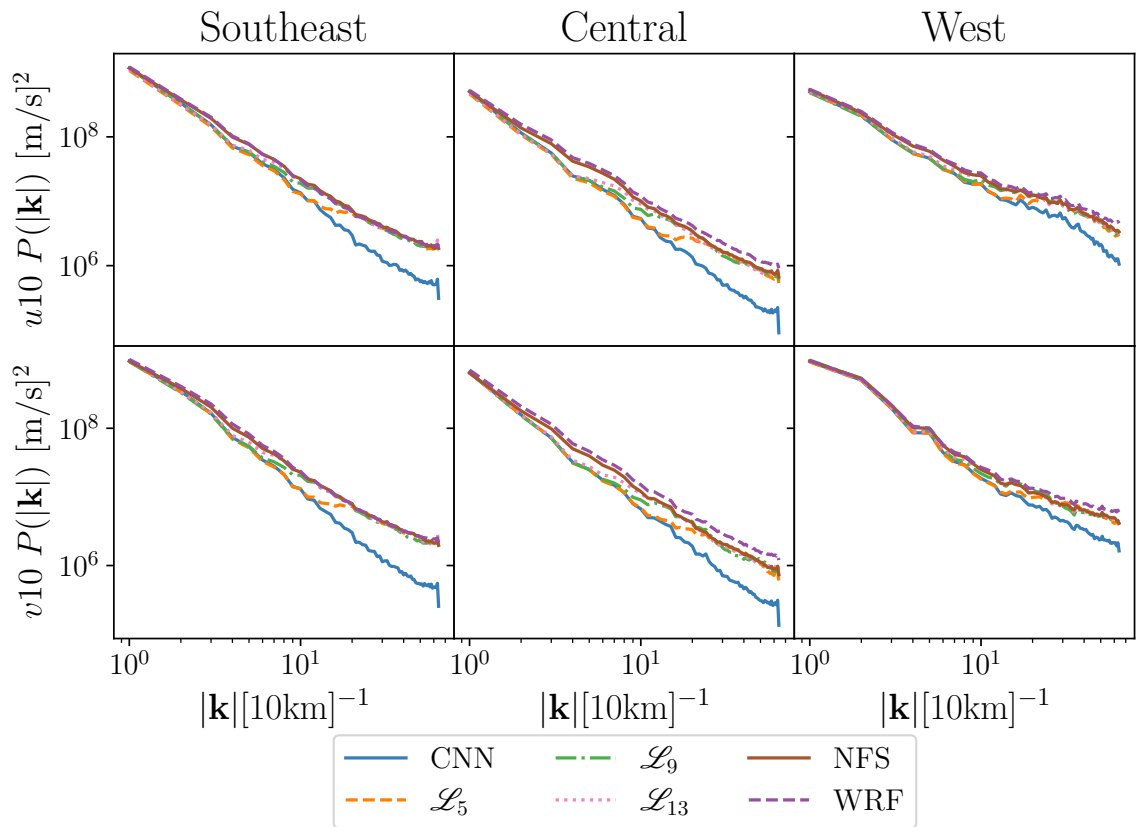 Southeast Central West
u10 P(|𝐤|) [m/s]²
10⁸
10⁶
v10 P(|𝐤|) [m/s]²
10⁸
10⁶
10⁰ 10¹ 10⁰ 10¹ 10⁰ 10¹
|𝐤|[10km]⁻¹ |𝐤|[10km]⁻¹ |𝐤|[10km]⁻¹
CNN ℒ₉ NFS
ℒ₅ ℒ₁₃ WRF